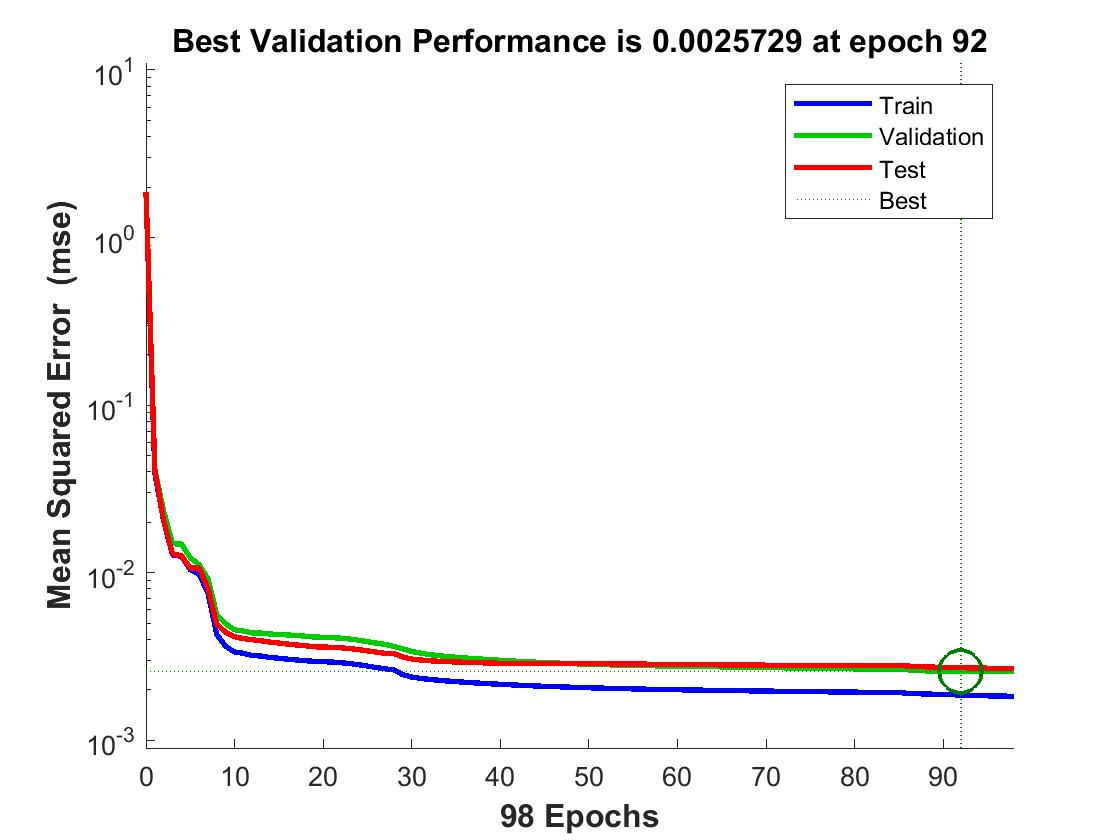 Best Validation Performance is 0.0025729 at epoch 92
10^1
10^0
10^-1
10^-2
10^-3
Mean Squared Error (mse)
Train
Validation
Test
Best
0 10 20 30 40 50 60 70 80 90
98 Epochs